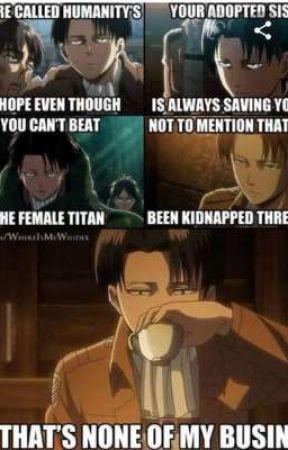 RE CALLED HUMANITY'S
HOPE EVEN THOUGH
YOUR ADOPTED SIS
IS ALWAYS SAVING YO
YOU CAN'T BEAT
HE FEMALE TITAN
NOT TO MENTION THAT
BEEN KIDNAPPED THRE
THAT'S NONE OF MY BUSIN